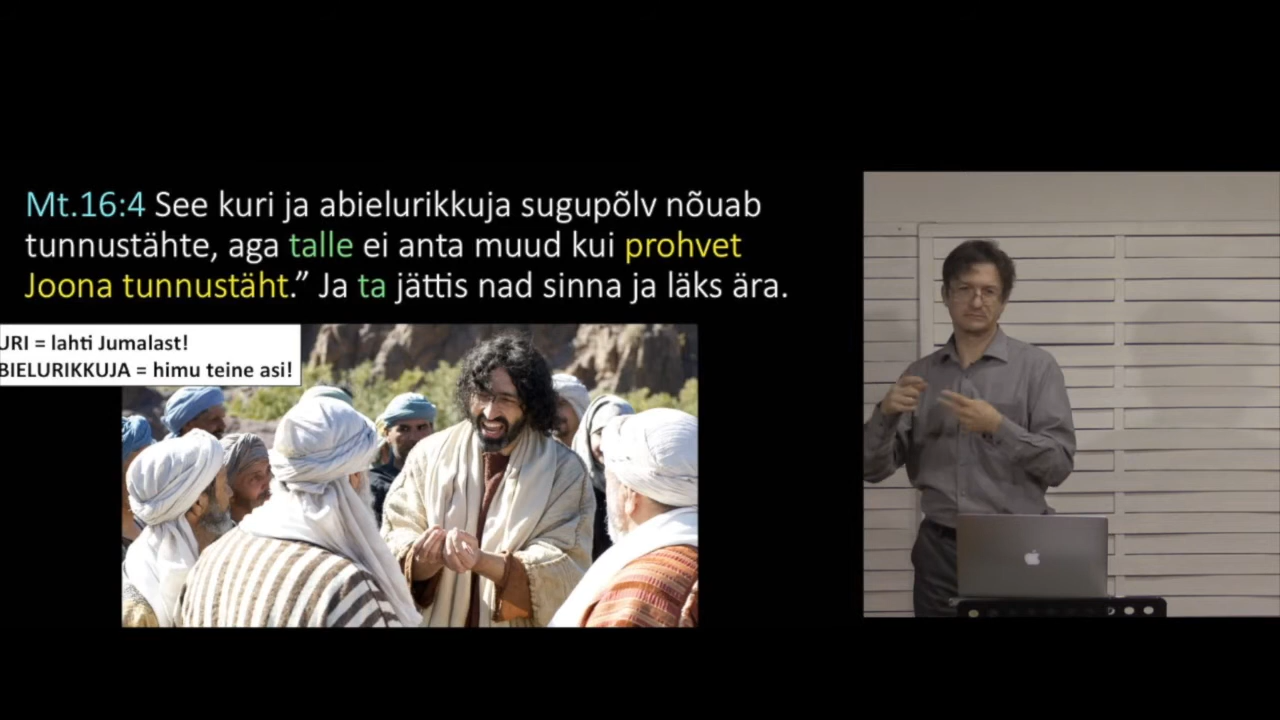 Mt.16:4 See kuri ja abielurikkuja sugupõlv nõuab
tunnustähte, aga talle ei anta muud kui prohvet
Joona tunnustäht.” Ja ta jättis nad sinna ja läks ära.
URI = lahti Jumalast!
BIELURIKKUJA = himu teine asi!